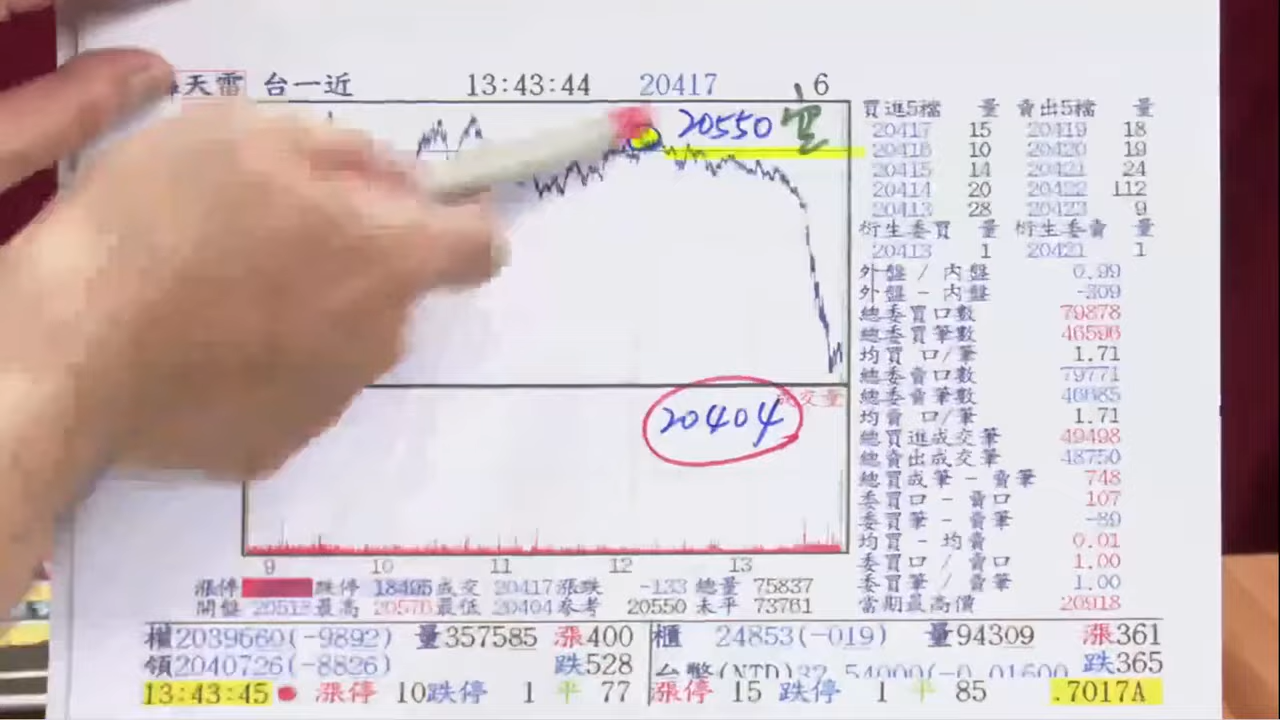 天雷 台一近 13:43:44 20417 6
20550 空
買進5檔 量 賣出5檔 量
20417 15 20419 18
20416 10 20420 19
20415 14 20421 24
20414 20 20422 112
20413 28 20423 9
衍生委買 量 衍生委賣 量
20413 1 20421 1
外盤 / 內盤 0.99
外盤 - 內盤 -309
總委買口數 79878
總委買筆數 46596
均買 口/筆 1.71
總委賣口數 79771
總委賣筆數 46685
均賣 口/筆 1.71
總買進成交筆 49498
總賣出成交筆 48750
總買成筆 - 賣筆 748
委買口 - 賣口 107
委買筆 - 賣筆 -89
均買 - 均賣 0.01
委買口 / 賣口 1.00
委買筆 / 賣筆 1.00
當期最高價 20918
成交量
20404
9 10 11 12 13
漲停 跌停 18495 成交 20417 漲跌 -133 總量 75837
開盤 20518 最高 20576 最低 20404 參考 20550 未平 73761
櫃2039660(-9892) 量357585 漲400
領2040726(-8826) 跌528
櫃 24853(-019) 量94309 漲361
台幣(NTD)32.54000(-0.01600 跌365
13:43:45 漲停 10 跌停 1 平 77 漲停 15 跌停 1 平 85 .7017A